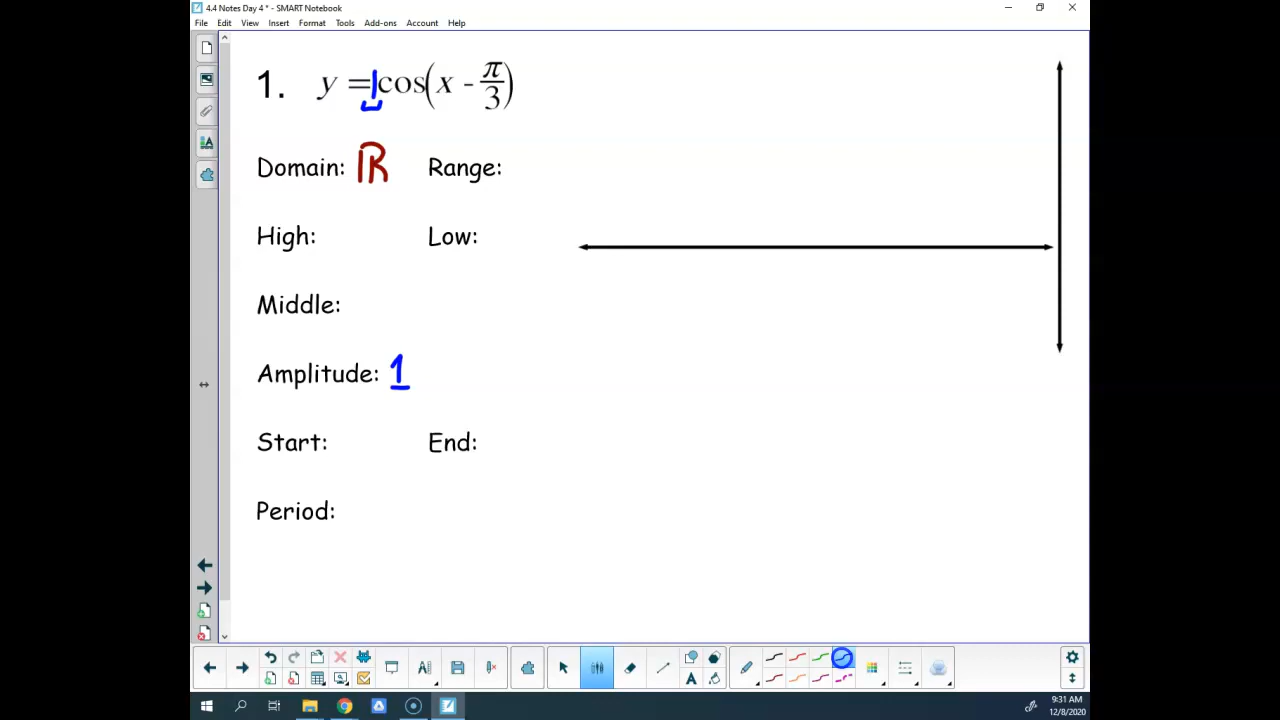 4.4 Notes Day 4 * - SMART Notebook
File Edit View Insert Format Tools Add-ons Account Help
1. y = 1cos(x - π/3)
Domain: ℝ Range:
High: Low:
Middle:
Amplitude: 1
Start: End:
Period:
9:31 AM
12/8/2020